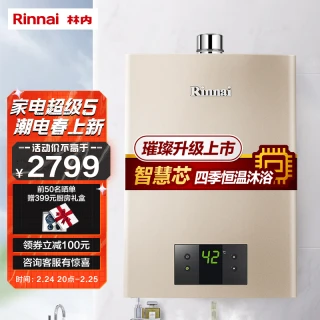 Rinnai 林内
家电超级5
潮电春上新
活动价不高于
¥2799
前50名晒单
赠399元厨房礼盒
领券立减100元
咨询客服有惊喜
时间：2.24 20点-2.25
Rinnai
璀璨升级上市
智慧芯 四季恒温沐浴
42